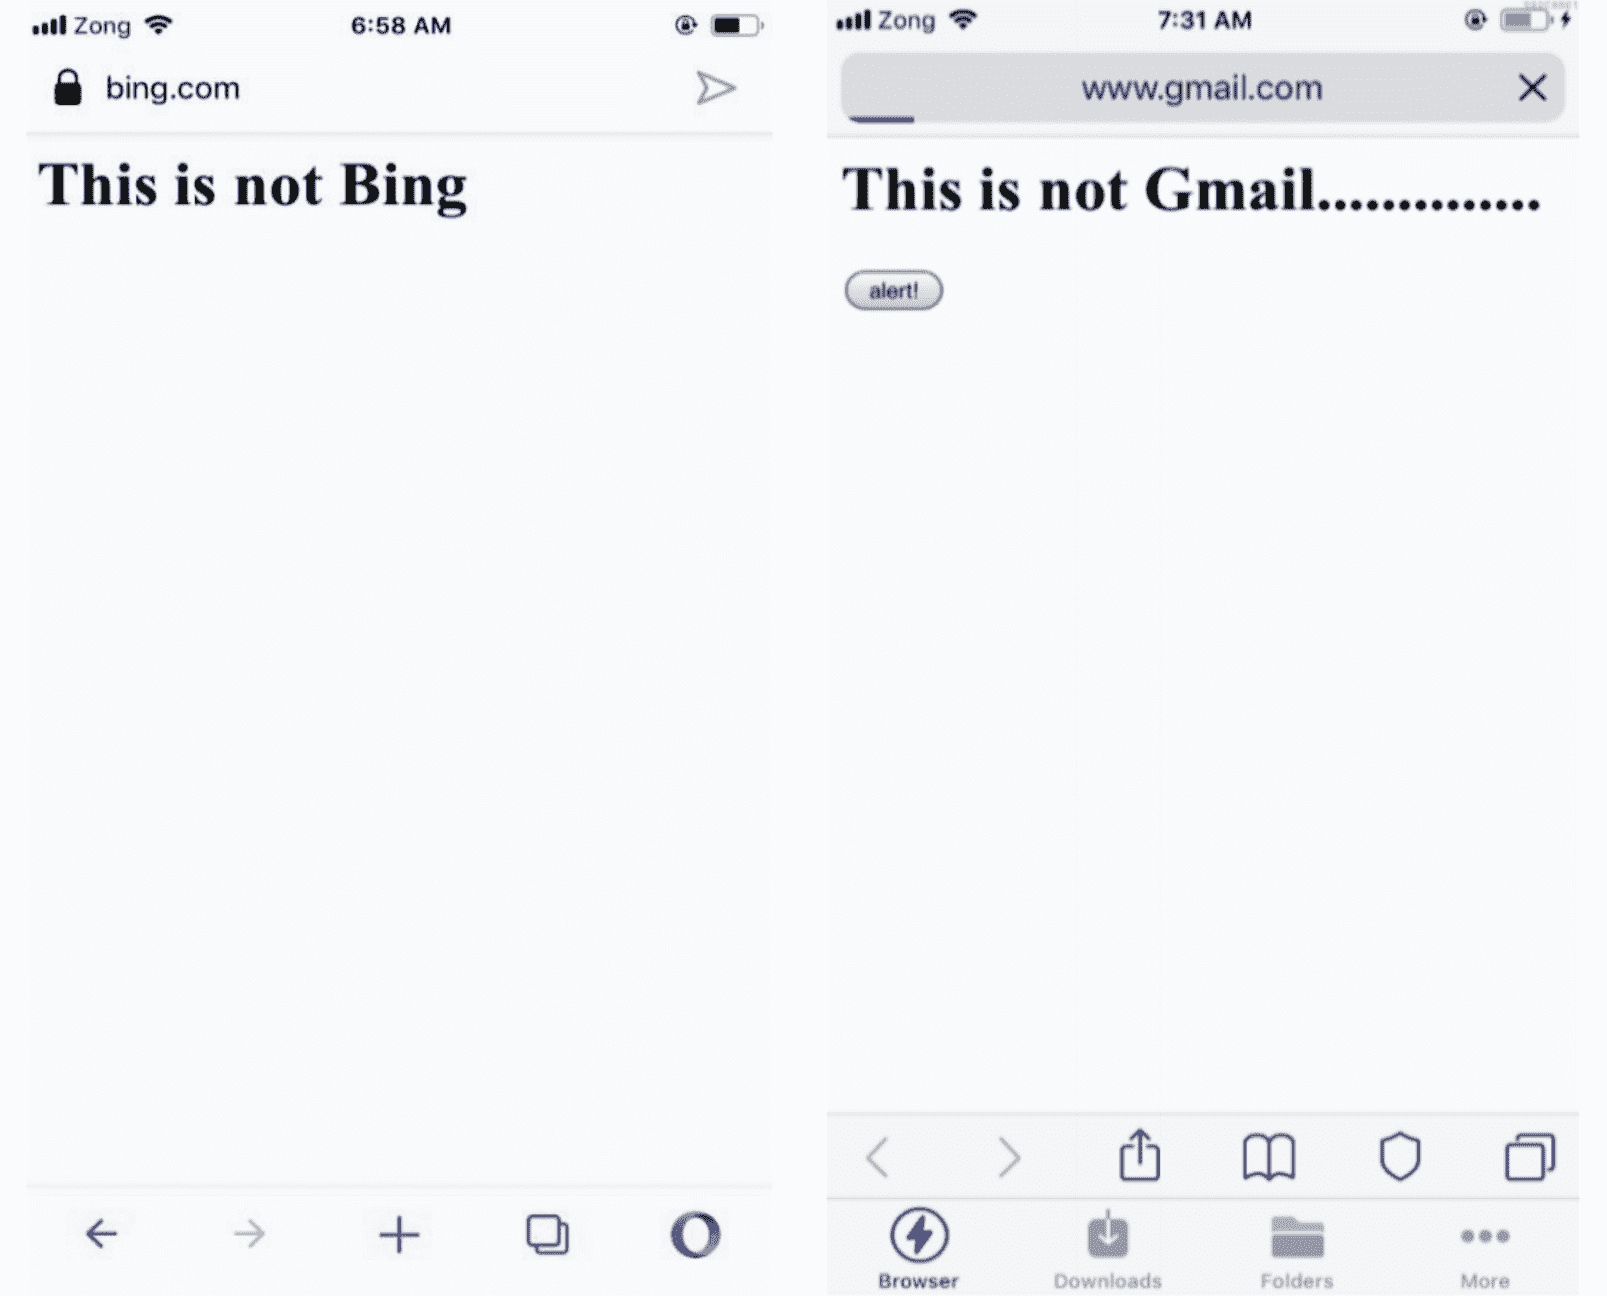 Zong 6:58 AM
bing.com
This is not Bing
Zong 7:31 AM
www.gmail.com
This is not Gmail..............
alert!
Browser Downloads Folders More